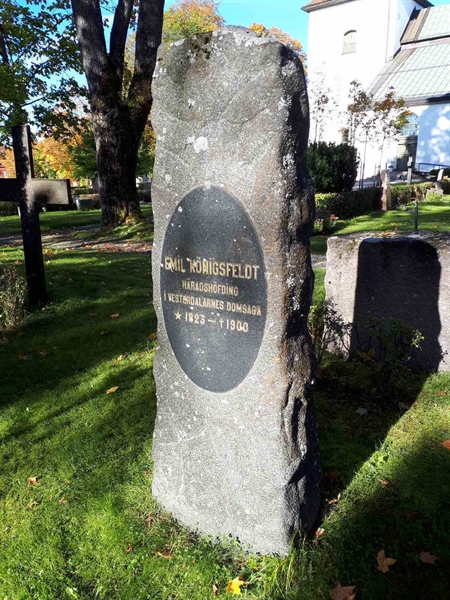 EMIL KÖNIGSFELDT
HÄRADSHÖFDING
I VESTERDALARNES DOMSAGA
* 1823 — † 1900